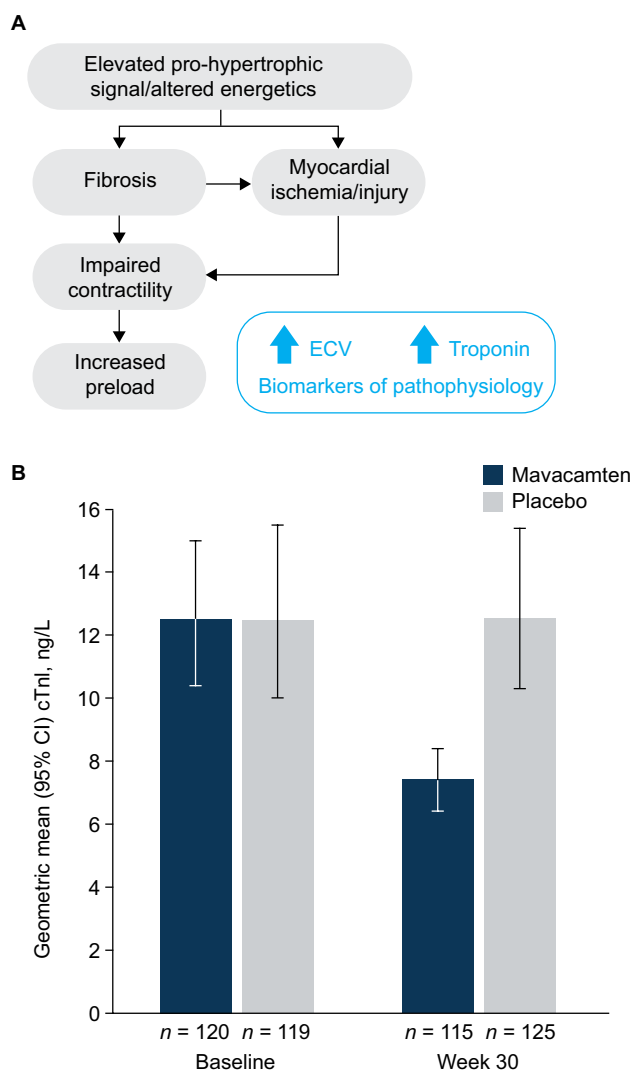 A
Elevated pro-hypertrophic
signal/altered energetics
Fibrosis
Myocardial
ischemia/injury
Impaired
contractility
Increased
preload
ECV
Troponin
Biomarkers of pathophysiology
B
Mavacamten
Placebo
Geometric mean (95% CI) cTnI, ng/L
16
14
12
10
8
6
4
2
0
n = 120
n = 119
n = 115
n = 125
Baseline
Week 30